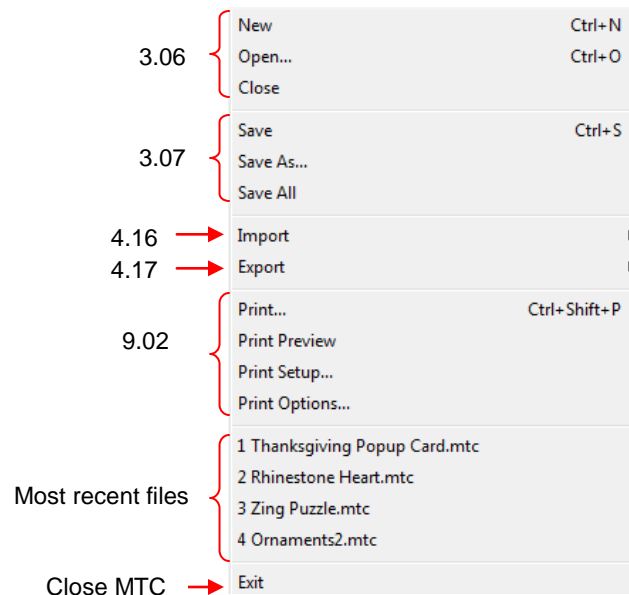 New Ctrl+N
3.06 Open... Ctrl+O
Close
Save Ctrl+S
3.07 Save As...
Save All
4.16 Import
4.17 Export
Print... Ctrl+Shift+P
9.02 Print Preview
Print Setup...
Print Options...
1 Thanksgiving Popup Card.mtc
2 Rhinestone Heart.mtc
Most recent files 3 Zing Puzzle.mtc
4 Ornaments2.mtc
Close MTC Exit